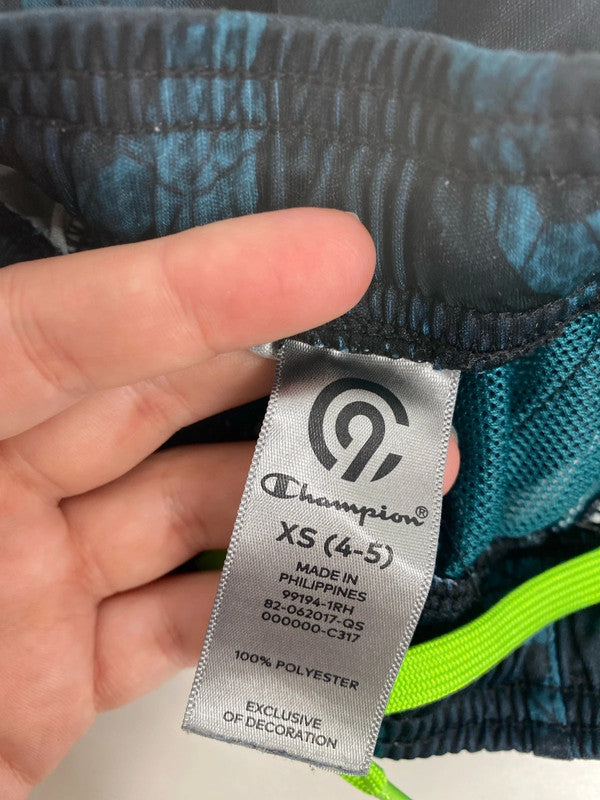 C9
Champion®
XS (4-5)
MADE IN
PHILIPPINES
99194-1RH
82-062017-QS
000000-C317
100% POLYESTER
EXCLUSIVE
OF DECORATION